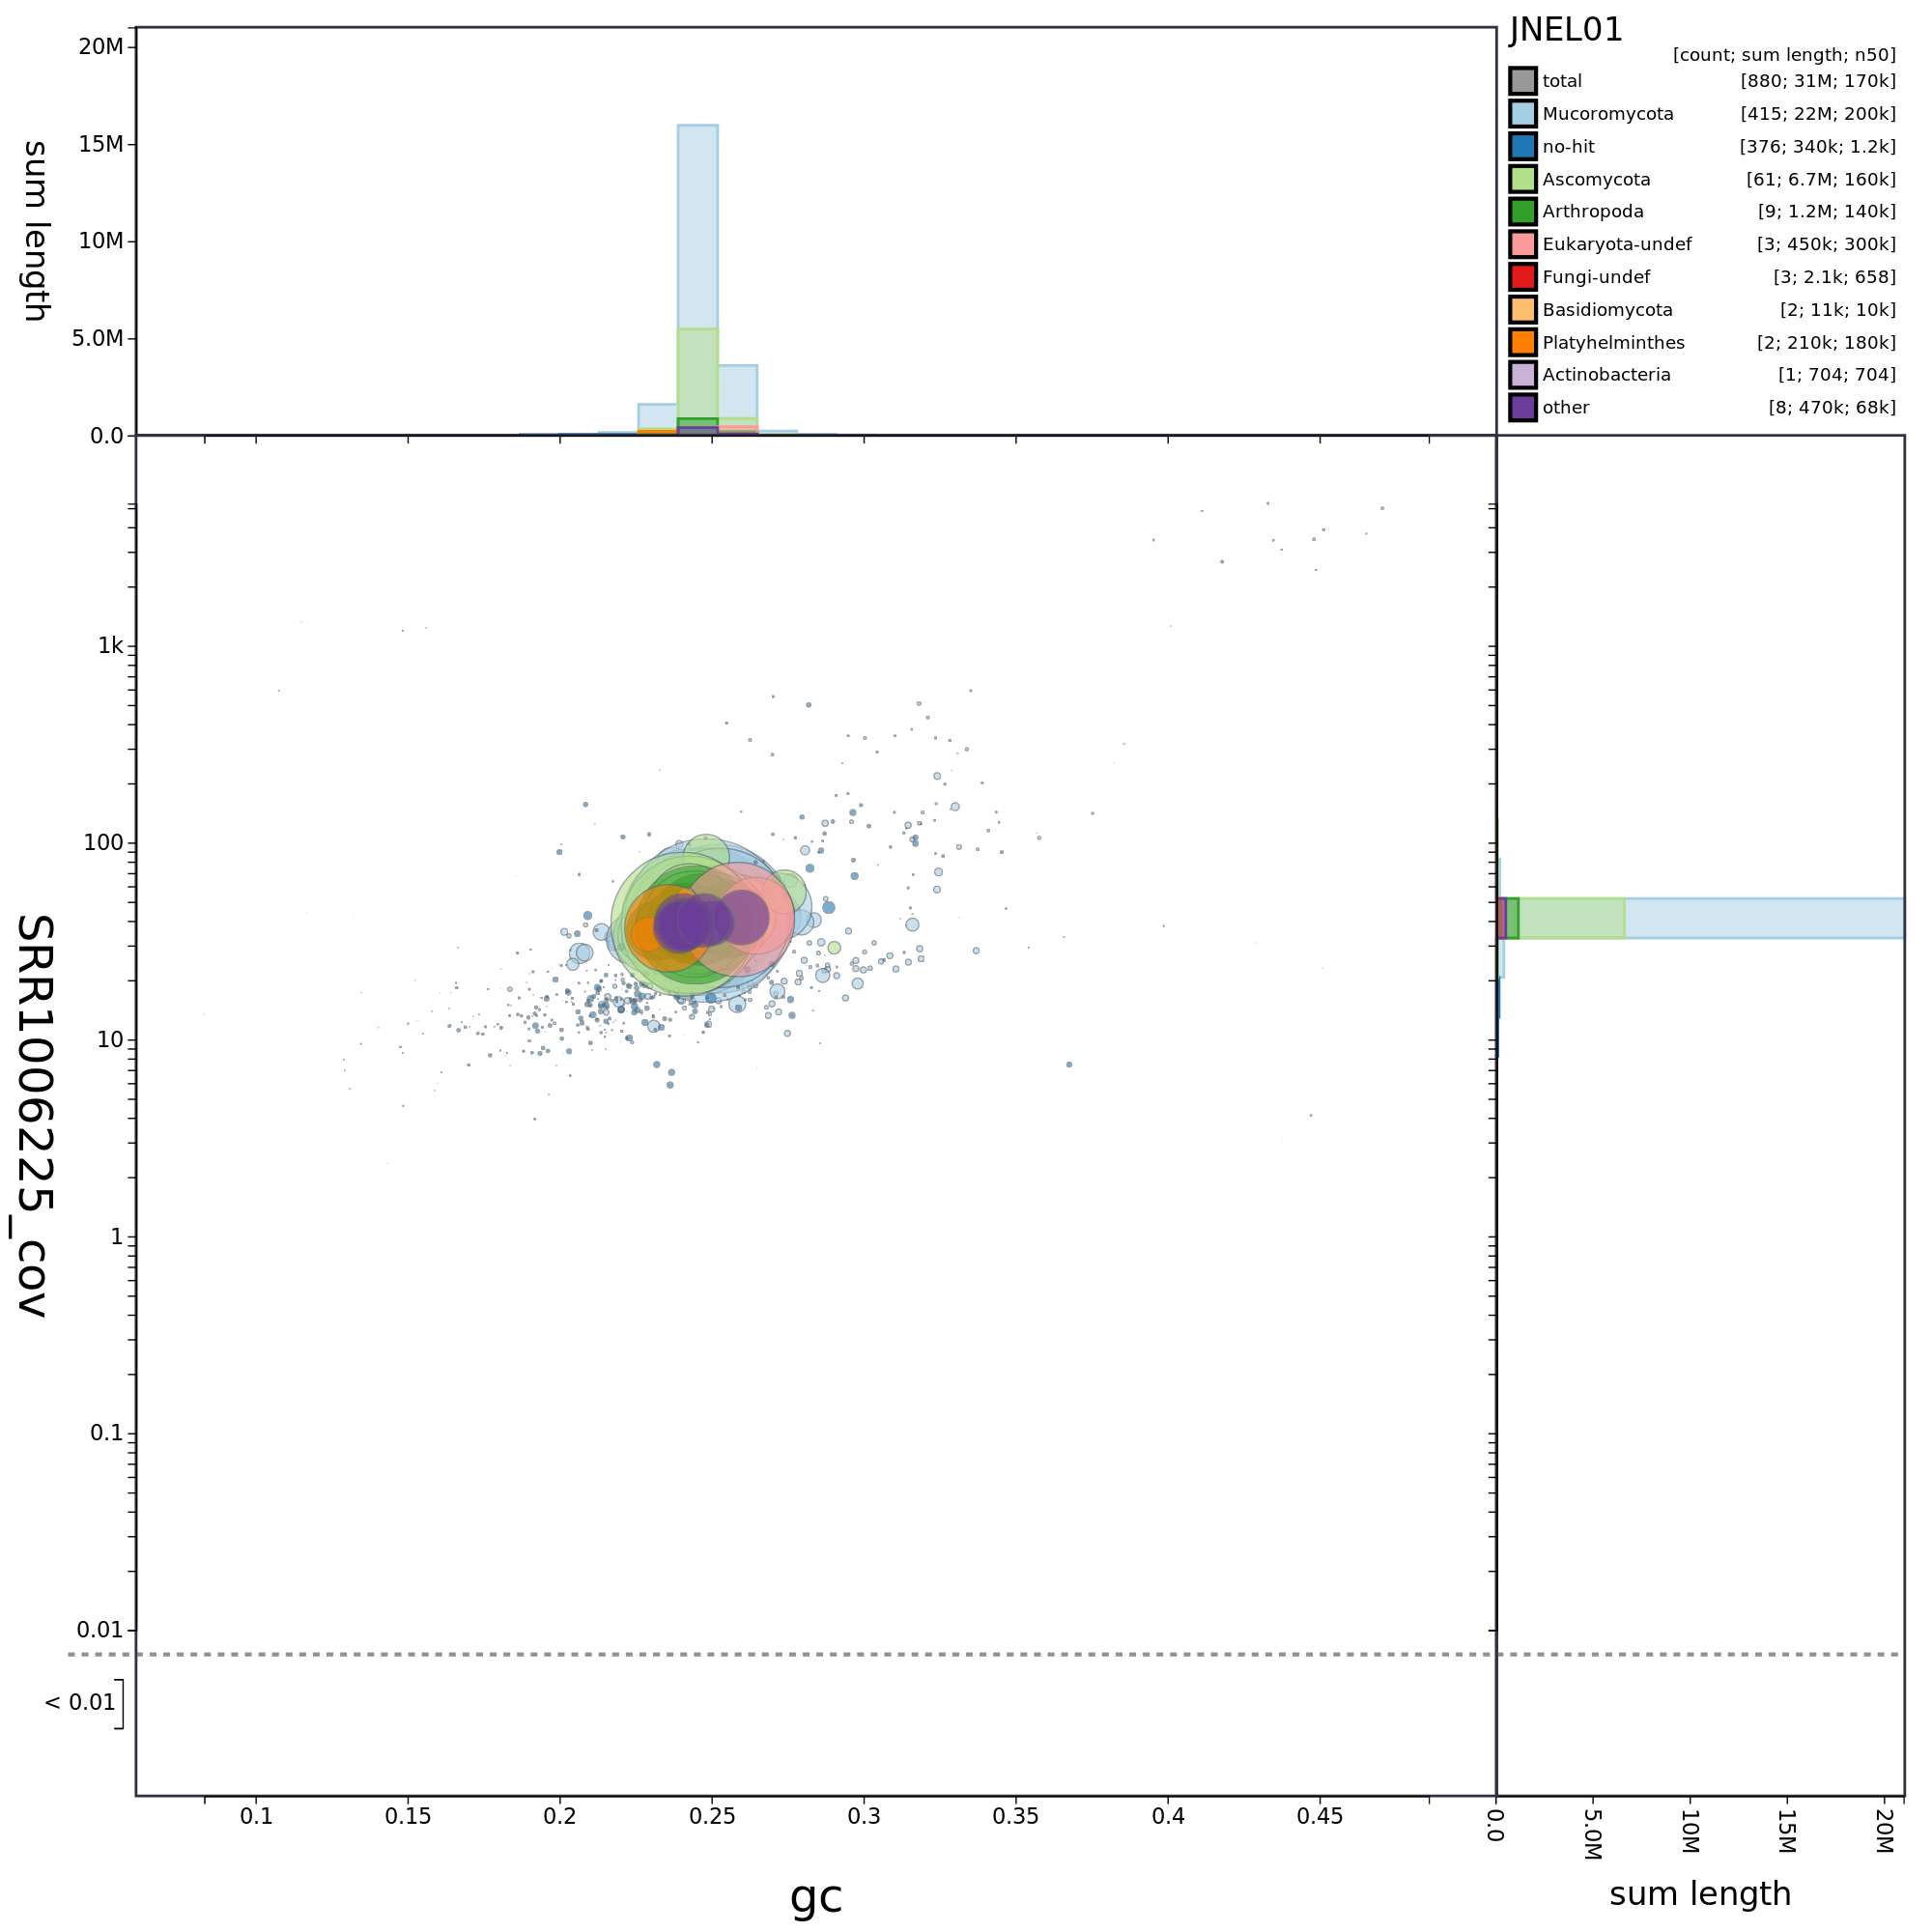 JNEL01
[count; sum length; n50]
total [880; 31M; 170k]
Mucoromycota [415; 22M; 200k]
no-hit [376; 340k; 1.2k]
Ascomycota [61; 6.7M; 160k]
Arthropoda [9; 1.2M; 140k]
Eukaryota-undef [3; 450k; 300k]
Fungi-undef [3; 2.1k; 658]
Basidiomycota [2; 11k; 10k]
Platyhelminthes [2; 210k; 180k]
Actinobacteria [1; 704; 704]
other [8; 470k; 68k]
sum length
20M
15M
10M
5.0M
0.0
SRR1006225_cov
1k
100
10
1
0.1
0.01
< 0.01
0.1 0.15 0.2 0.25 0.3 0.35 0.4 0.45
gc
0.0 5.0M 10M 15M 20M
sum length